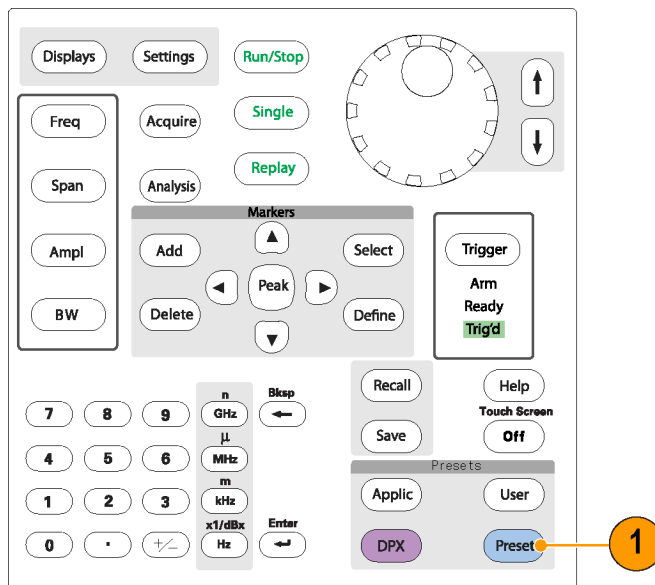 Displays Settings Run/Stop
Freq Acquire Single
Span Analysis Replay
Markers
Ampl Add Select Trigger
Peak Arm
BW Delete Define Ready
Trig'd
Recall Help
n Bksp
7 8 9 GHz Touch Screen
Save Off
µ
4 5 6 MHz
Presets
m
1 2 3 kHz Applic User
x1/dBx Enter
0 . +/− Hz DPX Preset 1